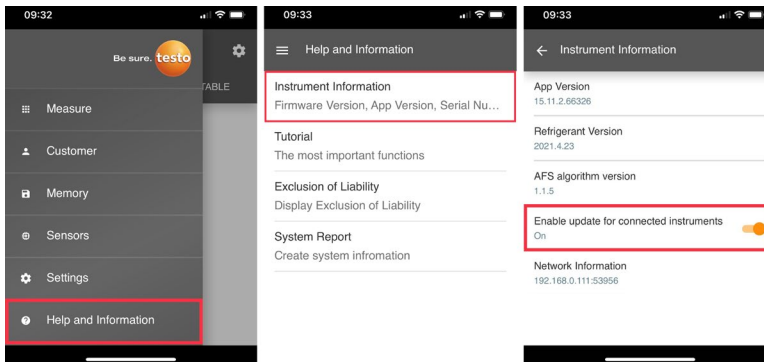 09:32
Be sure. testo
TABLE
Measure
Customer
Memory
Sensors
Settings
Help and Information
09:33
Help and Information
Instrument Information
Firmware Version, App Version, Serial Nu...
Tutorial
The most important functions
Exclusion of Liability
Display Exclusion of Liability
System Report
Create system infromation
09:33
Instrument Information
App Version
15.11.2.66326
Refrigerant Version
2021.4.23
AFS algorithm version
1.1.5
Enable update for connected instruments
On
Network Information
192.168.0.111:53956